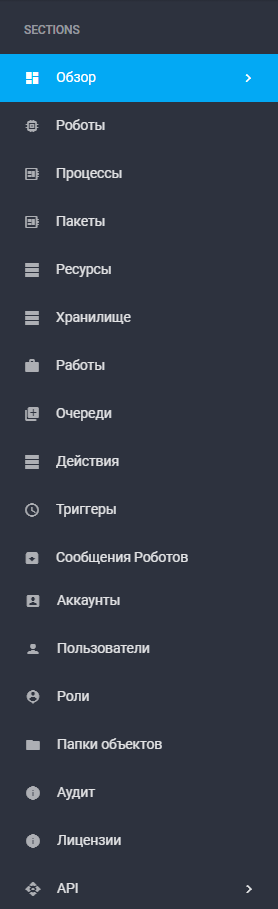 SECTIONS
Обзор
Роботы
Процессы
Пакеты
Ресурсы
Хранилище
Работы
Очереди
Действия
Триггеры
Сообщения Роботов
Аккаунты
Пользователи
Роли
Папки объектов
Аудит
Лицензии
API